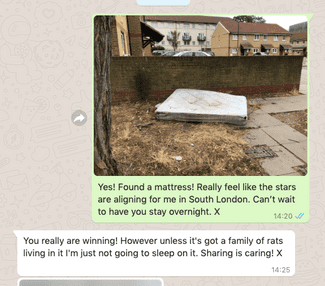 Yes! Found a mattress! Really feel like the stars
are aligning for me in South London. Can't wait
to have you stay overnight. X
14:20
You really are winning! However unless it's got a family of rats
living in it I'm just not going to sleep on it. Sharing is caring! X
14:25